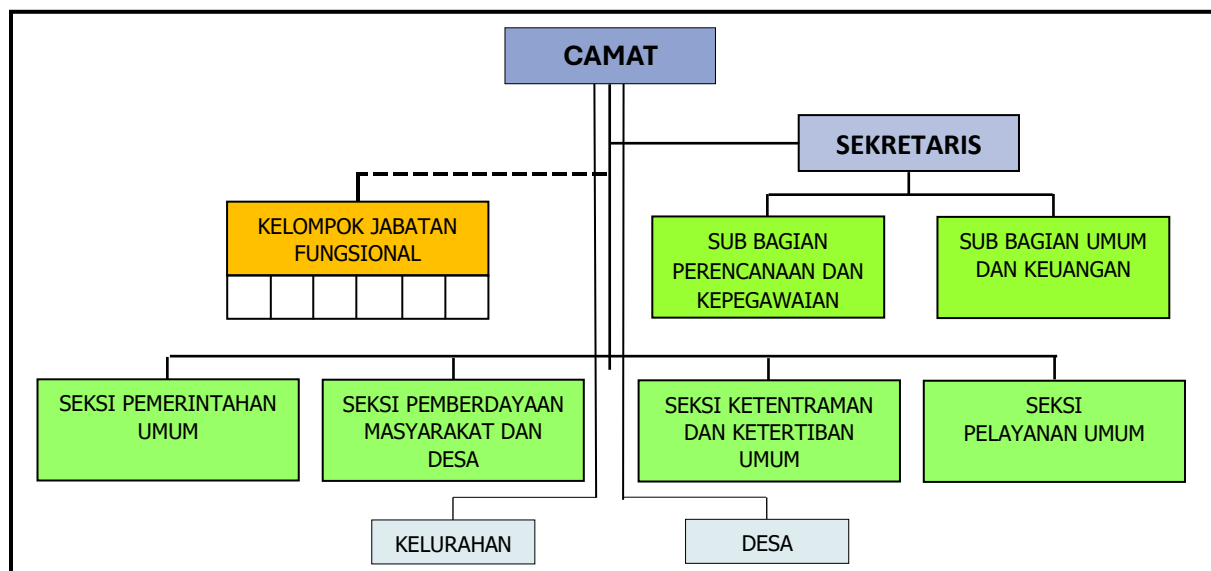 CAMAT
SEKRETARIS
KELOMPOK JABATAN
FUNGSIONAL
SUB BAGIAN
PERENCANAAN DAN
KEPEGAWAIAN
SUB BAGIAN UMUM
DAN KEUANGAN
SEKSI PEMERINTAHAN
UMUM
SEKSI PEMBERDAYAAN
MASYARAKAT DAN
DESA
SEKSI KETENTRAMAN
DAN KETERTIBAN
UMUM
SEKSI
PELAYANAN UMUM
KELURAHAN
DESA